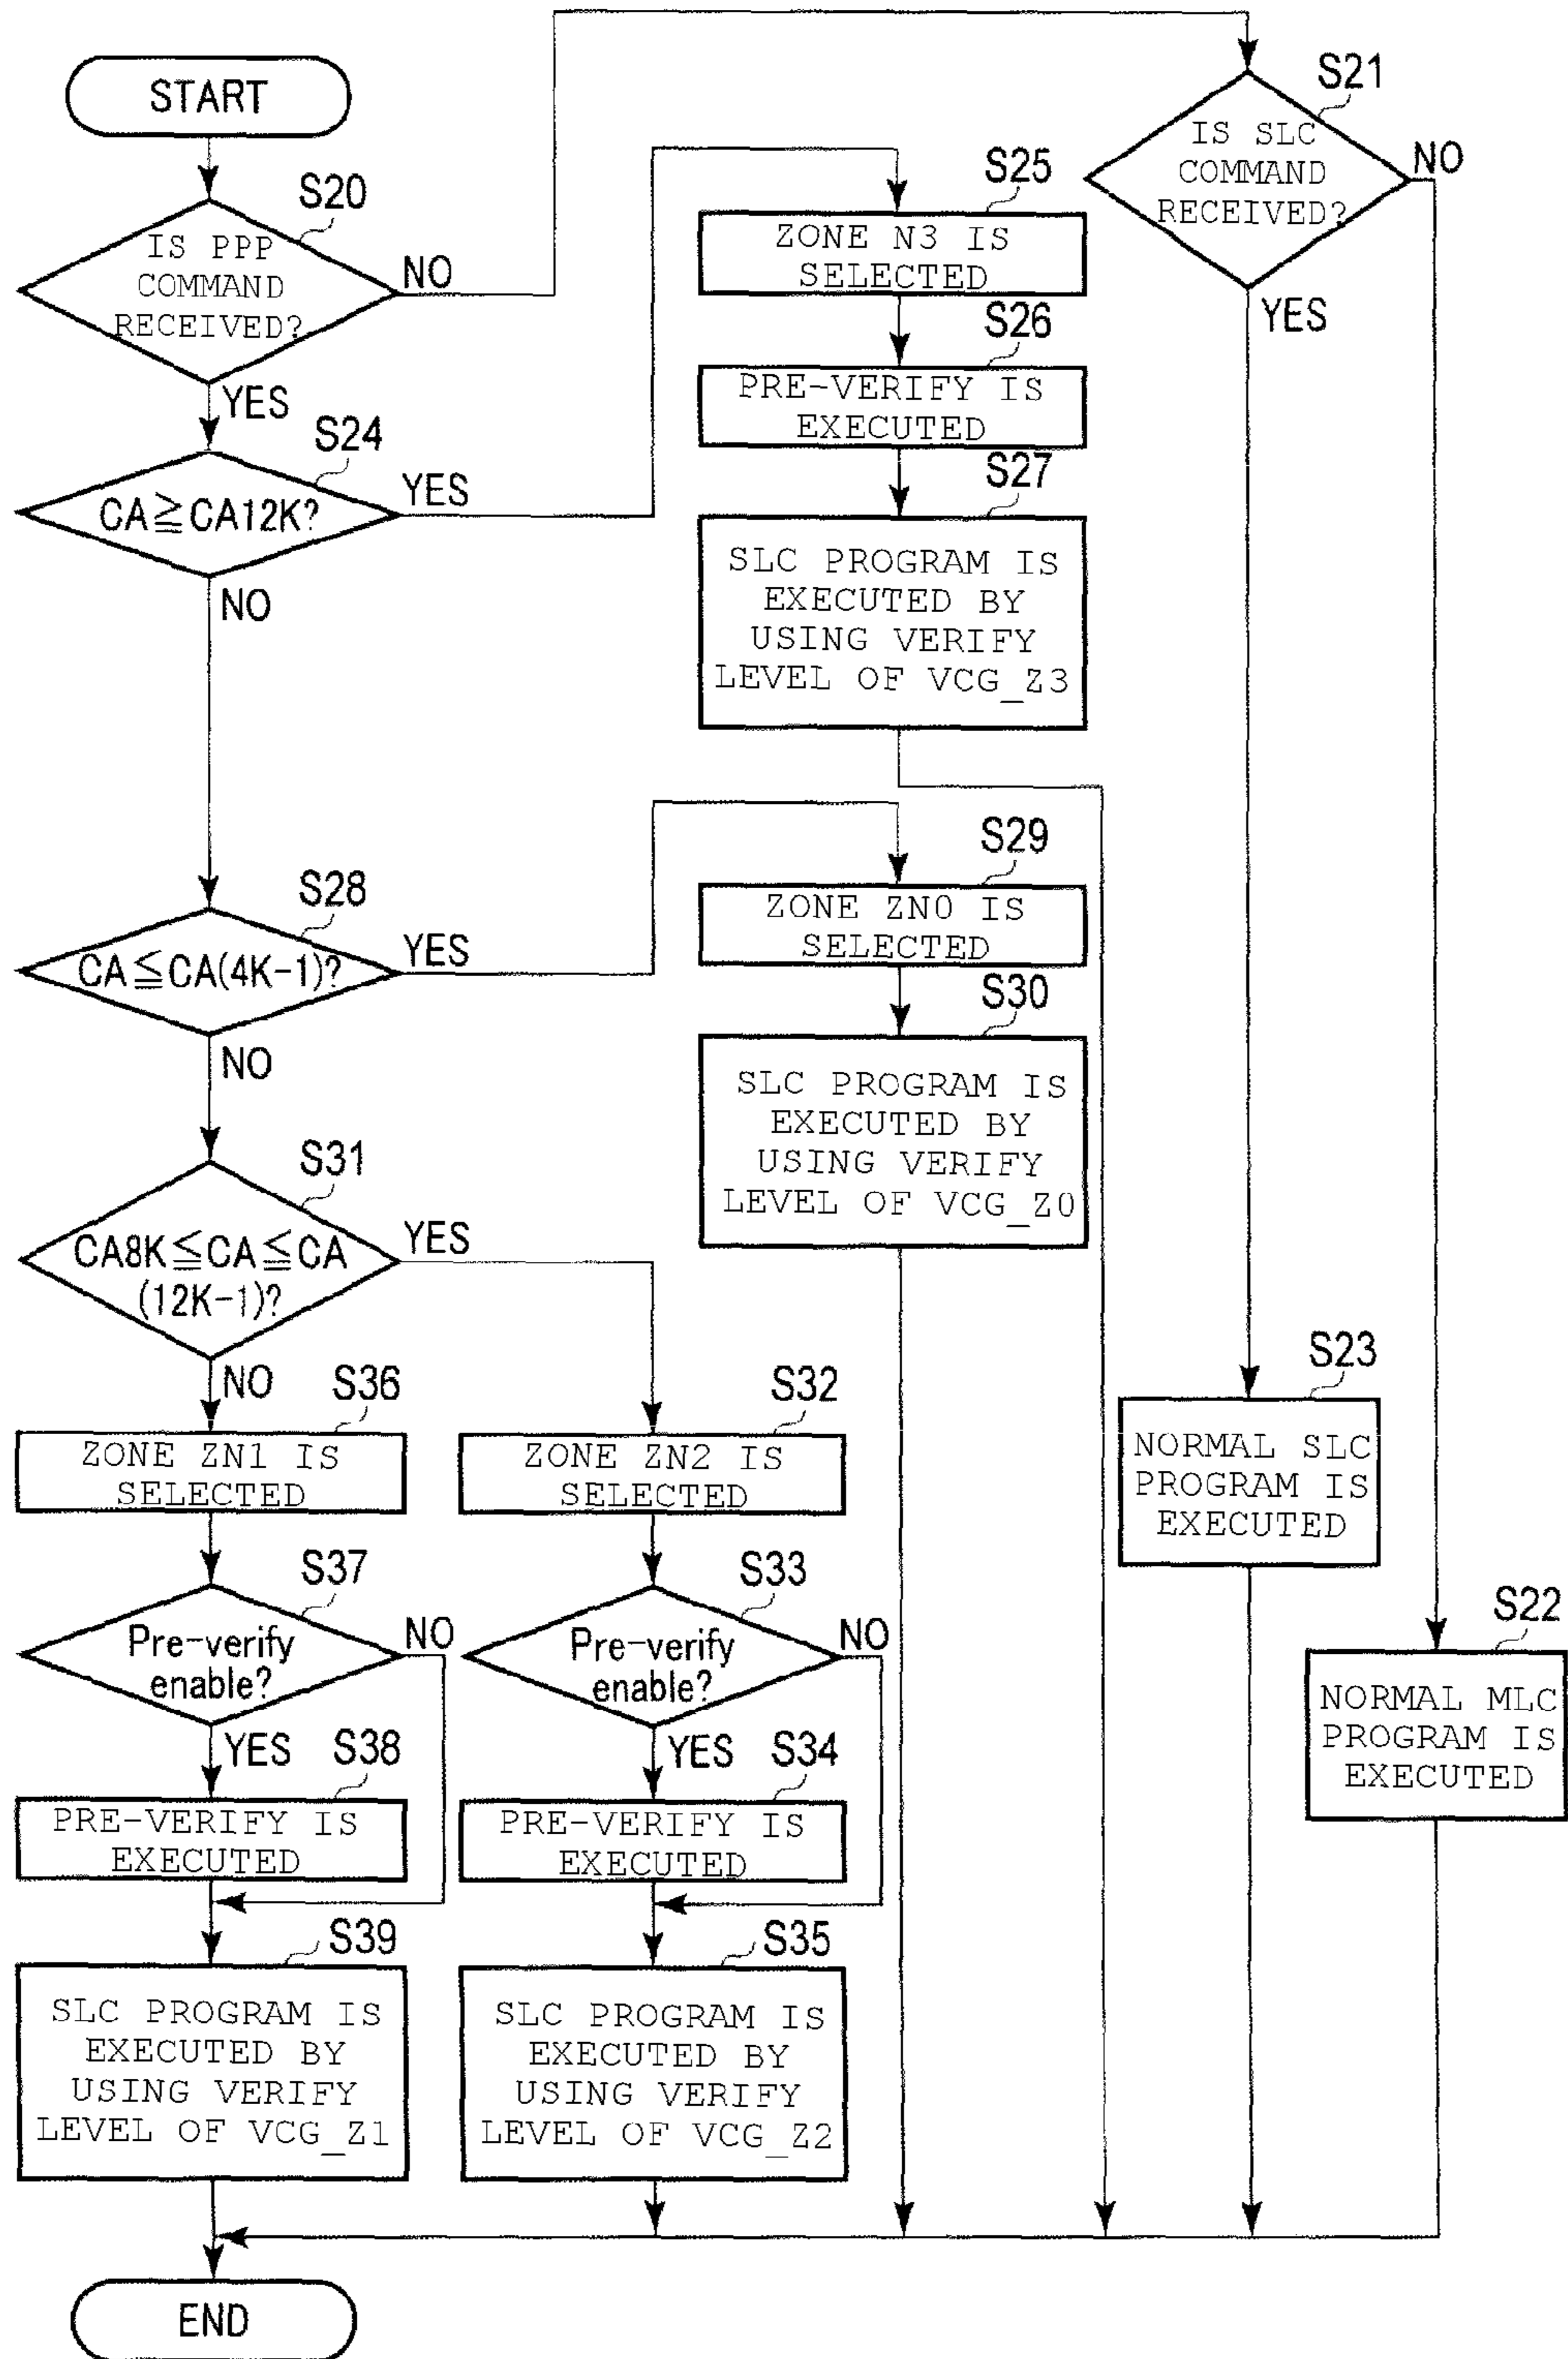 START
S20
IS PPP
COMMAND
RECEIVED?
NO
YES
S21
IS SLC
COMMAND
RECEIVED?
NO
YES
S24
CA≧CA12K?
YES
NO
S25
ZONE N3 IS
SELECTED
S26
PRE-VERIFY IS
EXECUTED
S27
SLC PROGRAM IS
EXECUTED BY
USING VERIFY
LEVEL OF VCG_Z3
S28
CA≦CA(4K-1)?
YES
NO
S29
ZONE ZN0 IS
SELECTED
S30
SLC PROGRAM IS
EXECUTED BY
USING VERIFY
LEVEL OF VCG_Z0
S31
CA8K≦CA≦CA
(12K-1)?
YES
NO
S36
ZONE ZN1 IS
SELECTED
S32
ZONE ZN2 IS
SELECTED
S23
NORMAL SLC
PROGRAM IS
EXECUTED
S37
Pre-verify
enable?
NO
YES
S33
Pre-verify
enable?
NO
YES
S22
NORMAL MLC
PROGRAM IS
EXECUTED
S38
PRE-VERIFY IS
EXECUTED
S34
PRE-VERIFY IS
EXECUTED
S39
SLC PROGRAM IS
EXECUTED BY
USING VERIFY
LEVEL OF VCG_Z1
S35
SLC PROGRAM IS
EXECUTED BY
USING VERIFY
LEVEL OF VCG_Z2
END